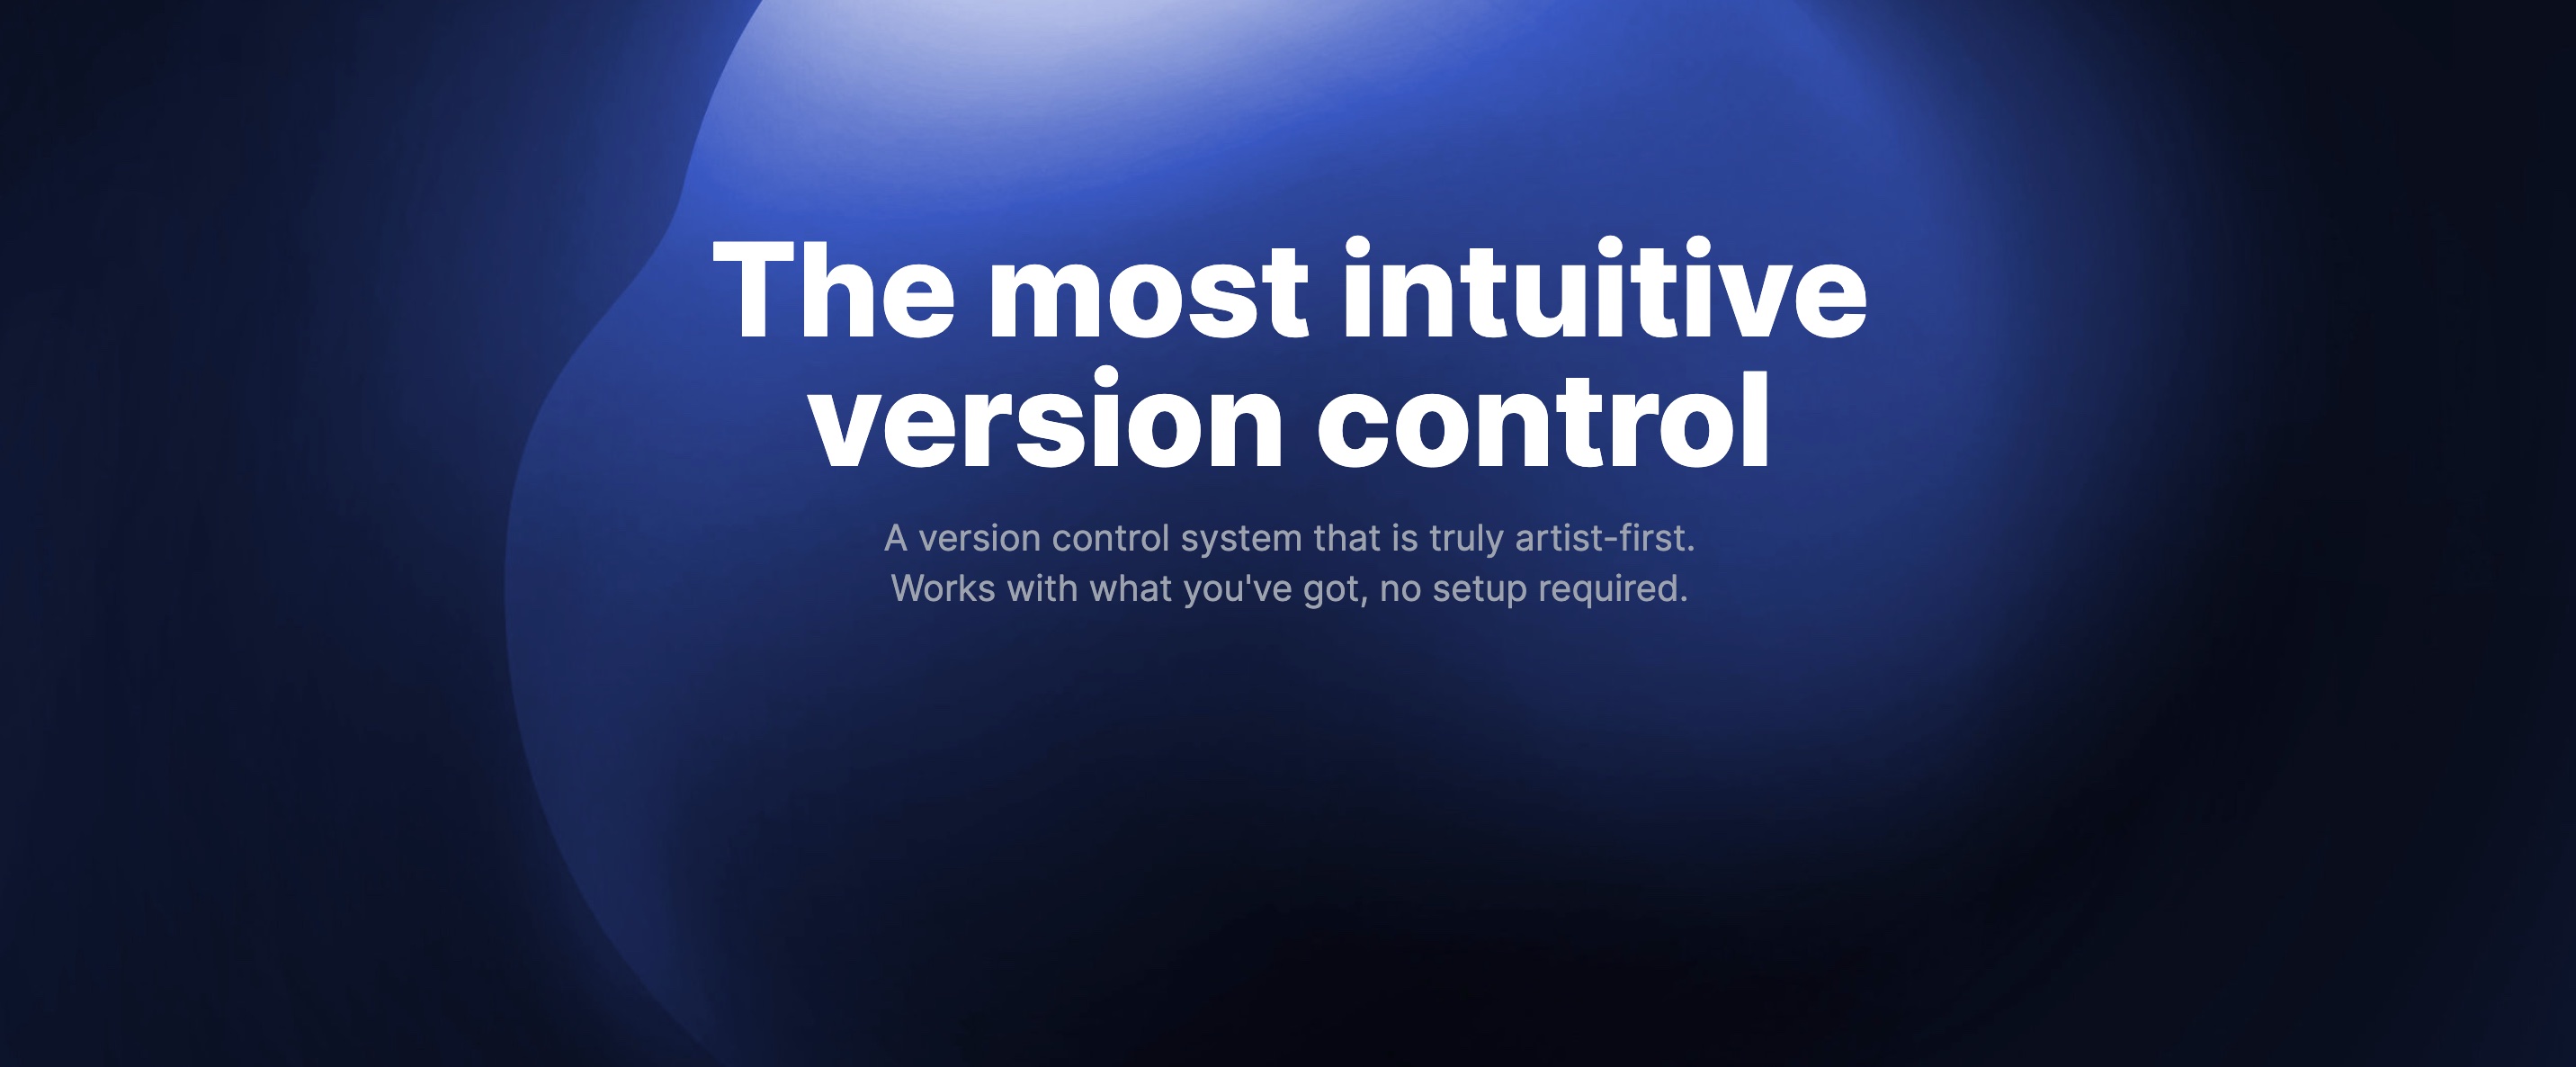 The most intuitive
version control
A version control system that is truly artist-first.
Works with what you've got, no setup required.